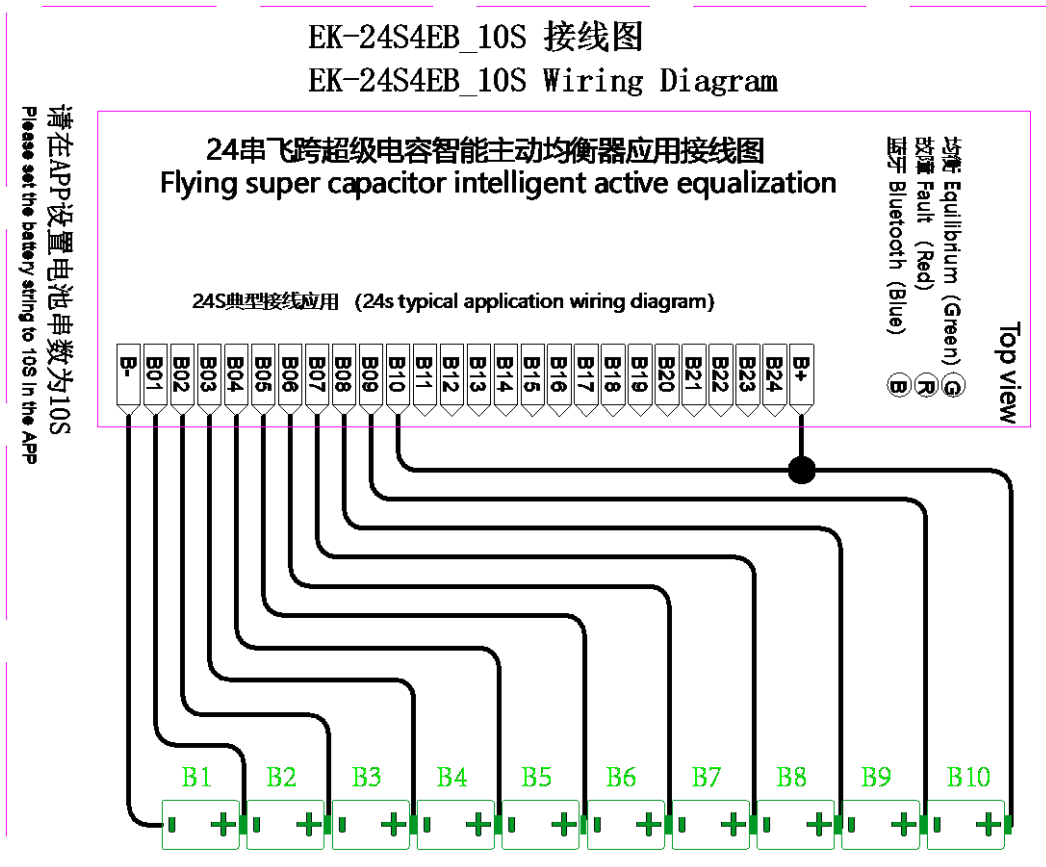 EK-24S4EB_10S 接线图
EK-24S4EB_10S Wiring Diagram
请在APP设置电池串数为10S
Please set the battery string to 10S in the APP
24串飞跨超级电容智能主动均衡器应用接线图
Flying super capacitor intelligent active equalization
均衡 Equilibrium (Green) G
故障 Fault (Red) R
蓝牙 Bluetooth (Blue) B
Top view
24S典型接线应用 (24s typical application wiring diagram)
B- B01 B02 B03 B04 B05 B06 B07 B08 B09 B10 B11 B12 B13 B14 B15 B16 B17 B18 B19 B20 B21 B22 B23 B24 B+
B1 B2 B3 B4 B5 B6 B7 B8 B9 B10
- + - + - + - + - + - + - + - + - + - +